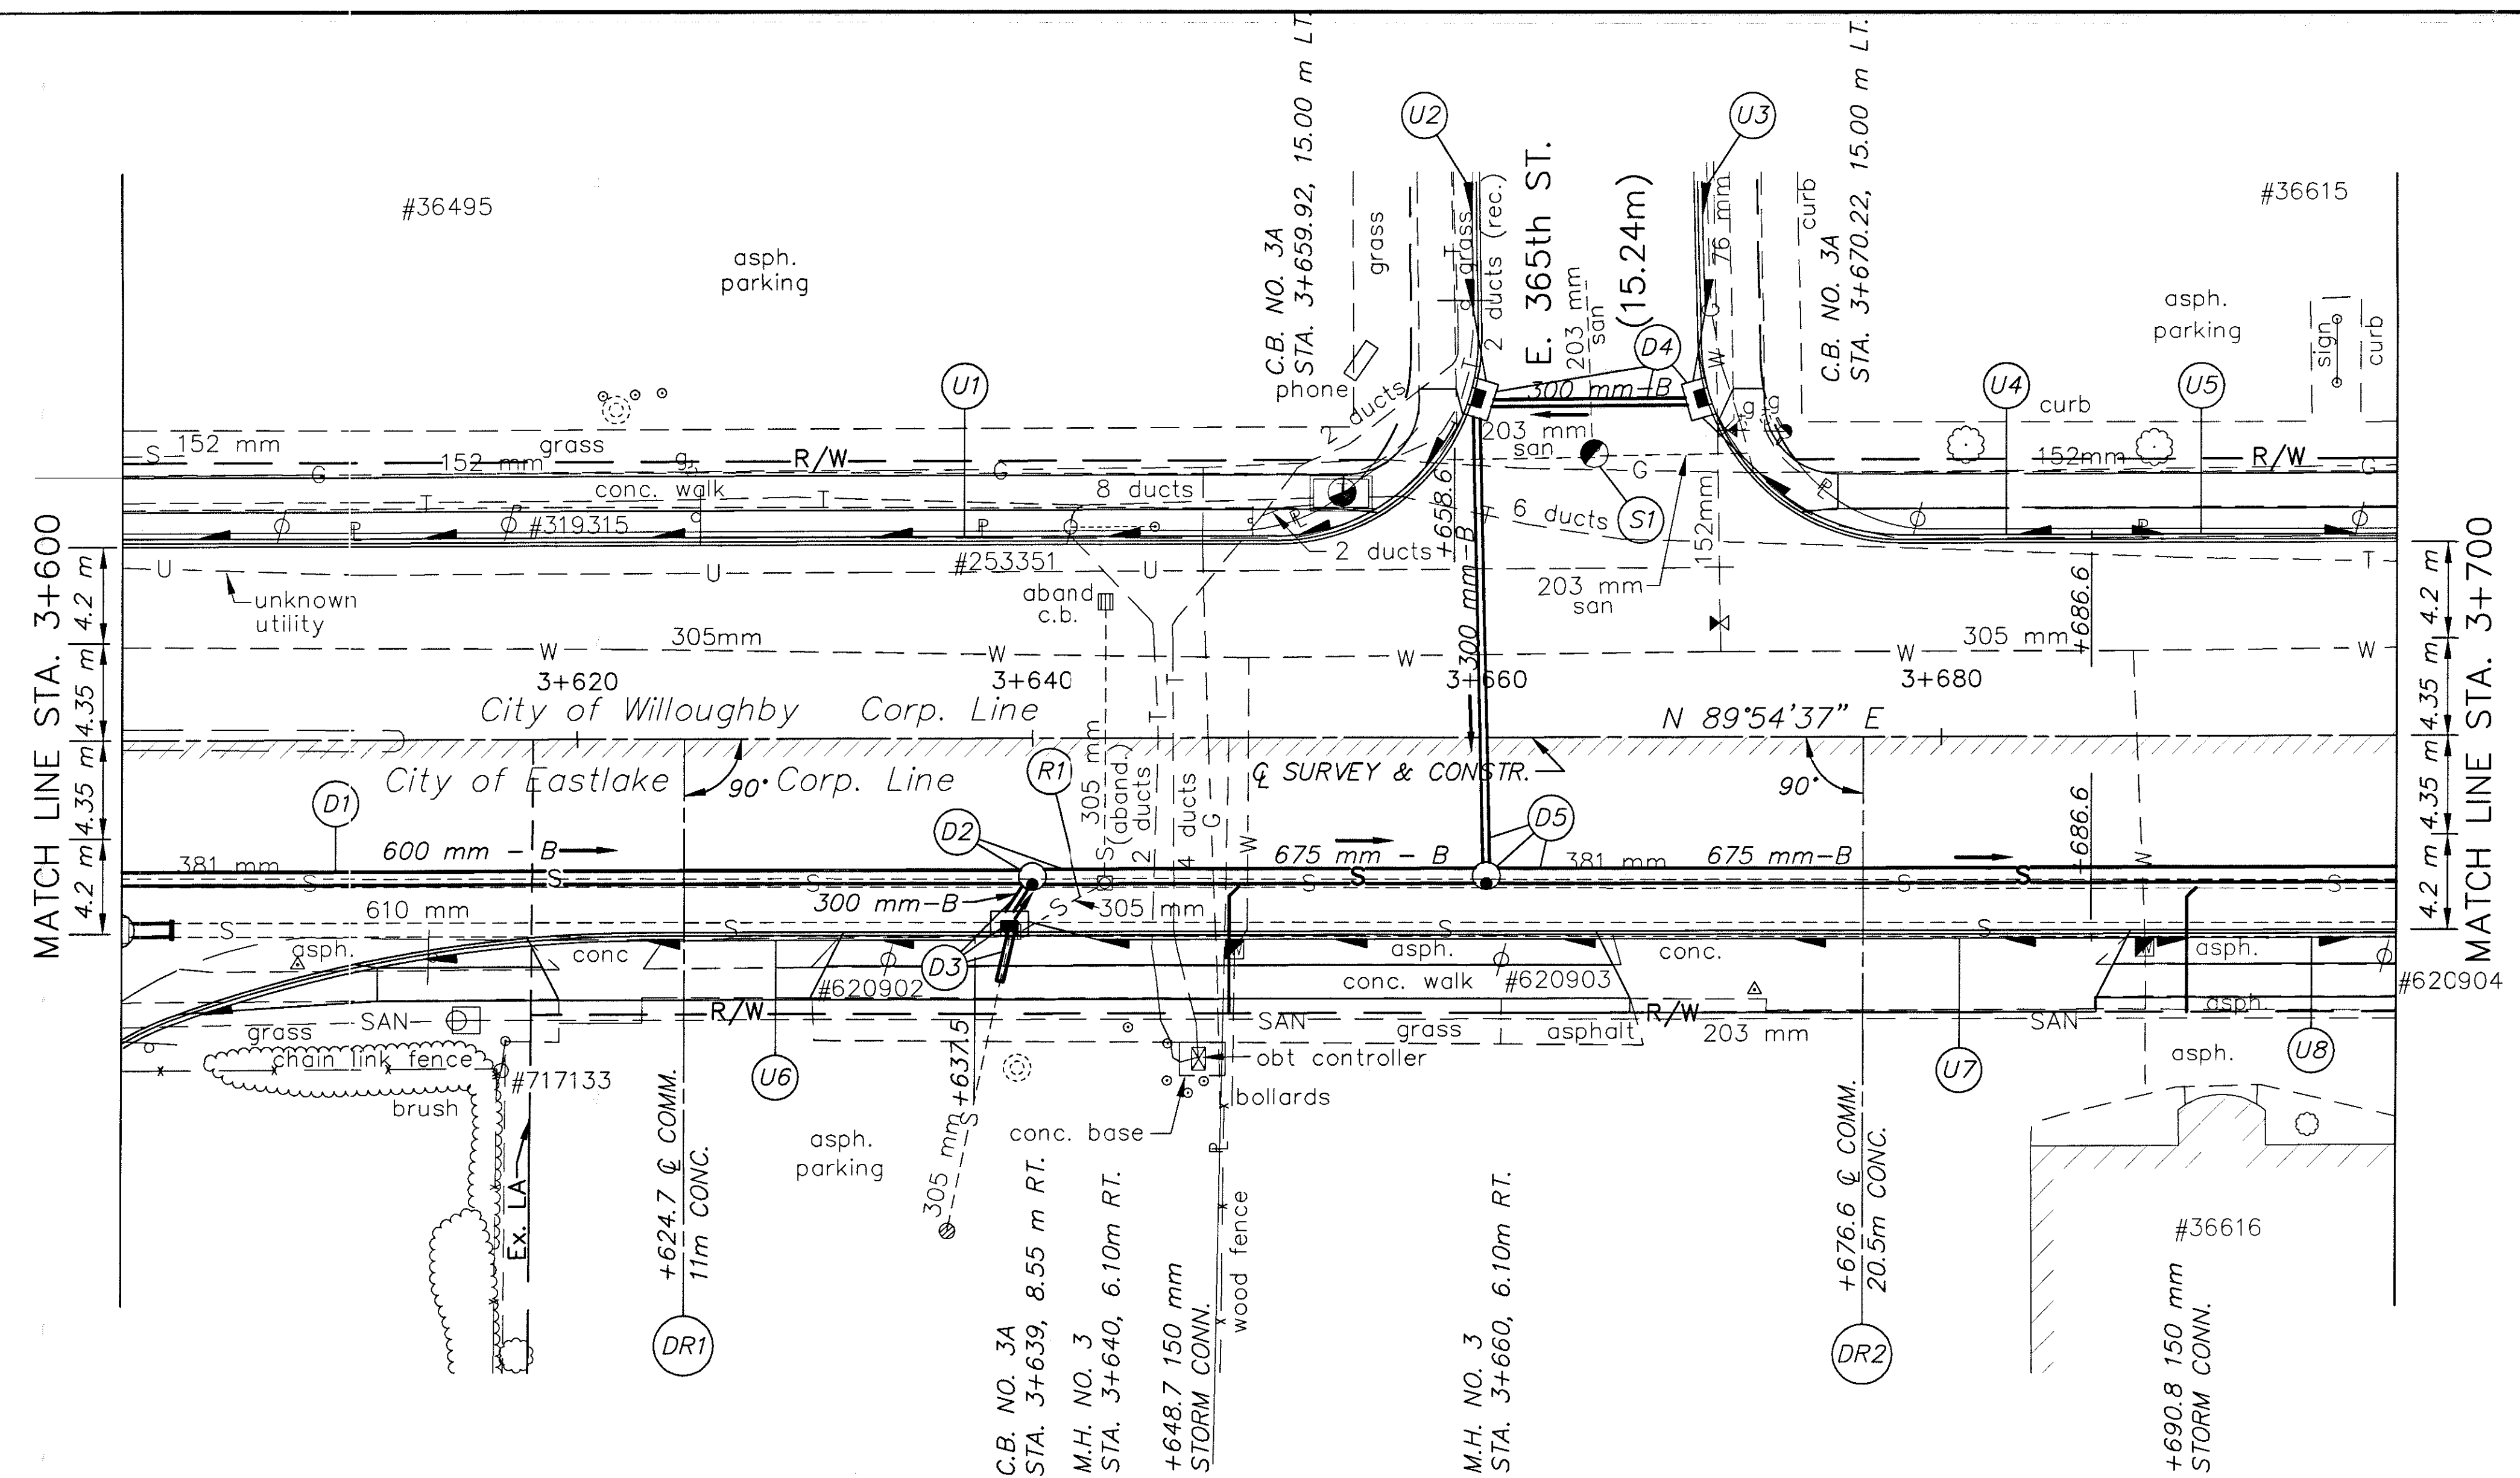 C.B. NO. 3A
STA. 3+659.92, 15.00 m LT.
U2
U3
C.B. NO. 3A
STA. 3+670.22, 15.00 m LT.
#36495
asph.
parking
grass
grass
2 ducts (rec.)
E. 365th ST.
(15.24m)
203 mm
san
76 mm
G
curb
#36615
asph.
parking
sign
curb
D4
phone
2 ducts
300 mm-B
W
U1
U4
U5
curb
g
g
S
152 mm
grass
152 mm
g
R/W
G
G
203 mm
san
G
152mm
R/W
G
conc. walk
T
T
8 ducts
6 ducts
S1
#319315
P
P
P
2 ducts
+658.6
152mm
#253351
U
U
U
T
unknown
utility
aband
c.b.
203 mm
san
MATCH LINE STA. 3+600
4.2 m
4.35 m
4.35 m
4.2 m
305mm
W
W
W
W
305 mm
W
+686.6
3+620
3+640
3+660
3+680
300 mm-B
City of Willoughby Corp. Line
N 89°54'37" E
City of Eastlake Corp. Line
90°
R1
305 mm
(aband.)
2
ducts
4
ducts
T
T
G
W
℄ SURVEY & CONSTR.
90°
+686.6
MATCH LINE STA. 3+700
4.2 m
4.35 m
4.35 m
4.2 m
D1
D2
D5
381 mm
600 mm - B
675 mm - B
381 mm
675 mm-B
W
S
S
S
S
S
S
S
S
S
S
610 mm
300 mm-B
S
305 mm
S
S
S
S
asph.
conc
D3
asph.
conc.
asph.
#620902
conc. walk
#620903
#620904
asph.
grass
SAN
R/W
SAN
grass
asphalt
R/W
203 mm
SAN
chain link fence
#717133
brush
U6
+637.5
obt controller
bollards
conc. base
U7
asph.
U8
Ex. LA
+624.7 ℄ COMM.
11m CONC.
asph.
parking
305 mm
S
wood fence
+676.6 ℄ COMM.
20.5m CONC.
#36616
DR1
DR2
C.B. NO. 3A
STA. 3+639, 8.55 m RT.
M.H. NO. 3
STA. 3+640, 6.10m RT.
+648.7 150 mm
STORM CONN.
M.H. NO. 3
STA. 3+660, 6.10m RT.
+690.8 150 mm
STORM CONN.